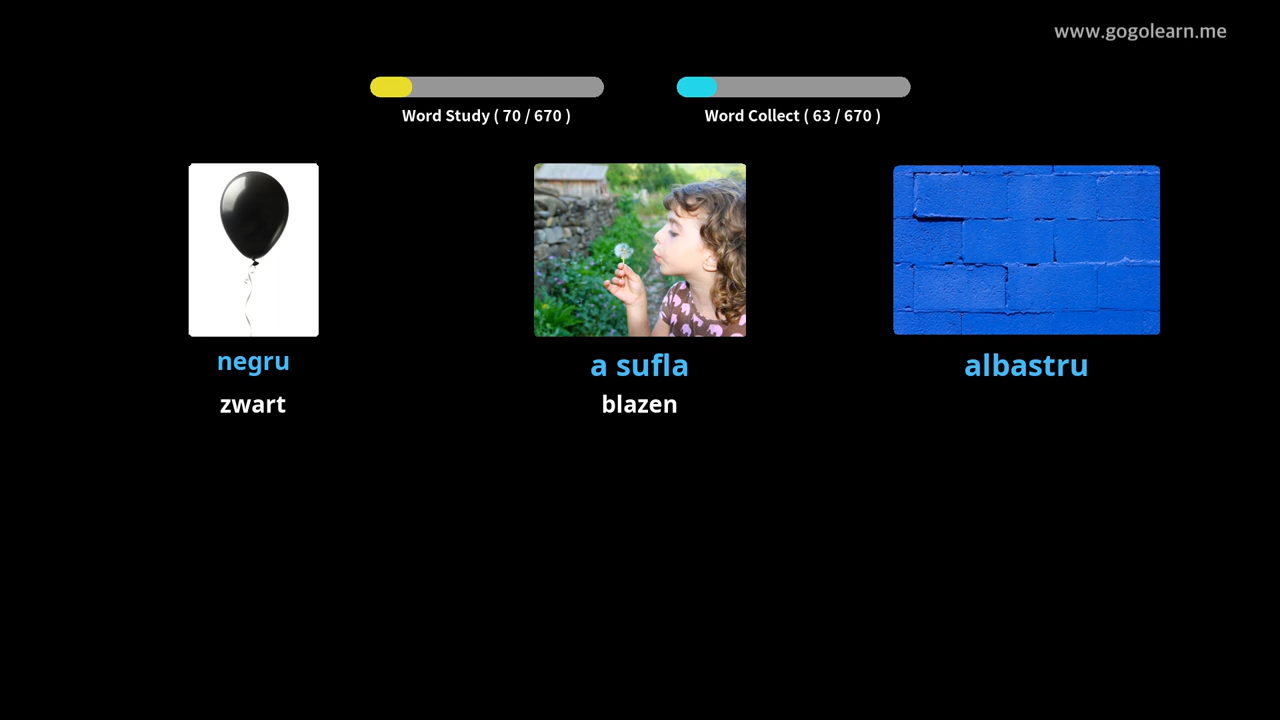 www.gogolearn.me
Word Study ( 70 / 670 )
Word Collect ( 63 / 670 )
negru
zwart
a sufla
blazen
albastru